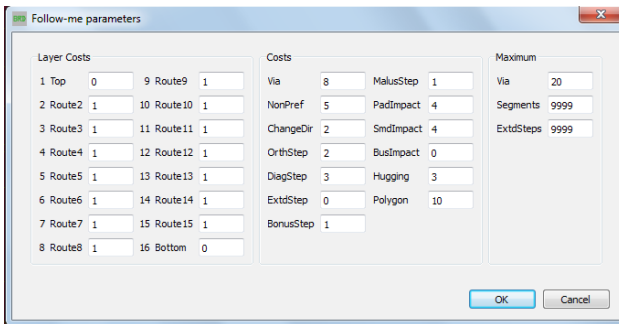 Follow-me parameters
Layer Costs Costs Maximum
1 Top 0 9 Route9 1 Via 8 MalusStep 1 Via 20
2 Route2 1 10 Route10 1 NonPref 5 PadImpact 4 Segments 9999
3 Route3 1 11 Route11 1 ChangeDir 2 SmdImpact 4 ExtdSteps 9999
4 Route4 1 12 Route12 1 OrthStep 2 BusImpact 0
5 Route5 1 13 Route13 1 DiagStep 3 Hugging 3
6 Route6 1 14 Route14 1 ExtdStep 0 Polygon 10
7 Route7 1 15 Route15 1 BonusStep 1
8 Route8 1 16 Bottom 0
OK Cancel